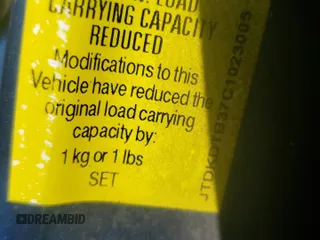 LOAD
CARRYING CAPACITY
REDUCED
Modifications to this
Vehicle have reduced the
original load carrying
capacity by:
1 kg or 1 lbs
SET
DREAMBID